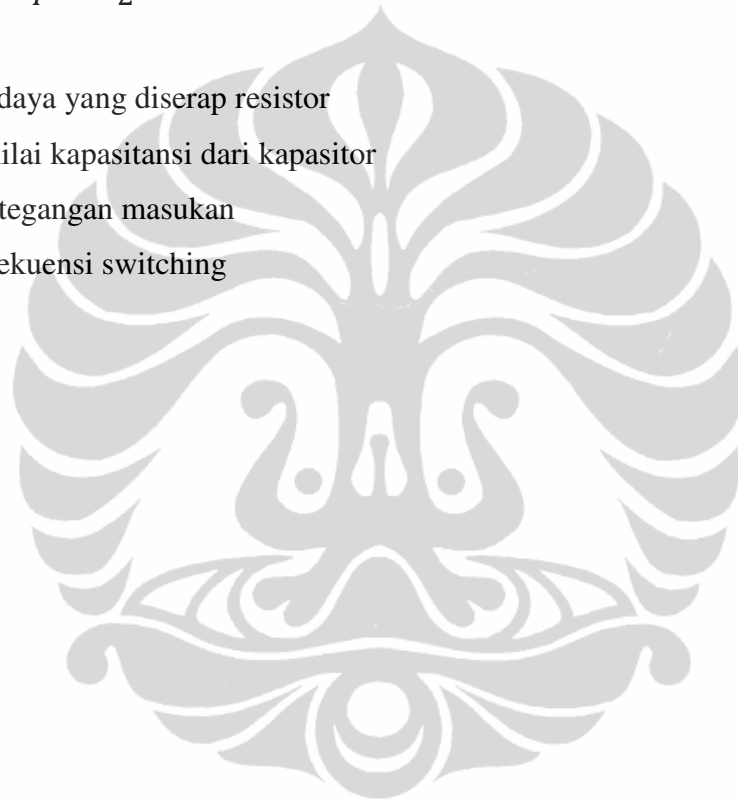 daya yang diserap resistor
ilai kapasitansi dari kapasitor
tegangan masukan
ekuensi switching